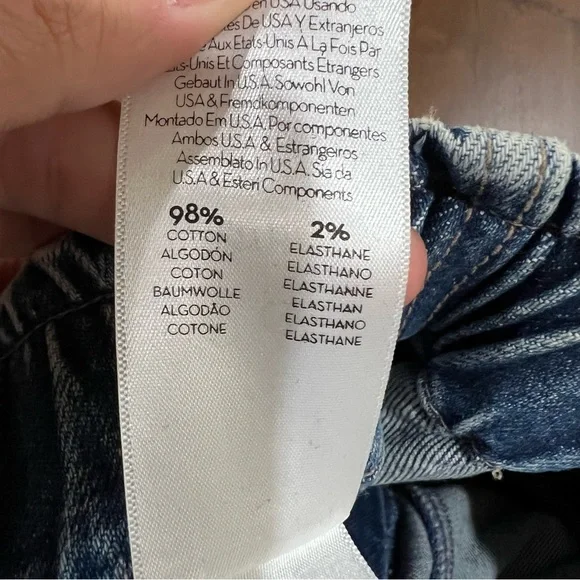 en USA Usando
De USA Y Extranjeros
Aux Etats-Unis A La Fois Par
Unis Et Composants Etrangers
Gebaut In U.S.A. Sowohl Von
USA & Fremdkomponenten
Montado Em U.S.A. Por componentes
Ambos U.S.A & Estrangeiros
Assemblato In U.S.A. Sia da
U.S.A & Esteri Components
98%
COTTON
ALGODÓN
COTON
BAUMWOLLE
ALGODÃO
COTONE
2%
ELASTHANE
ELASTHANO
ELASTHANNE
ELASTHAN
ELASTHANO
ELASTHANE